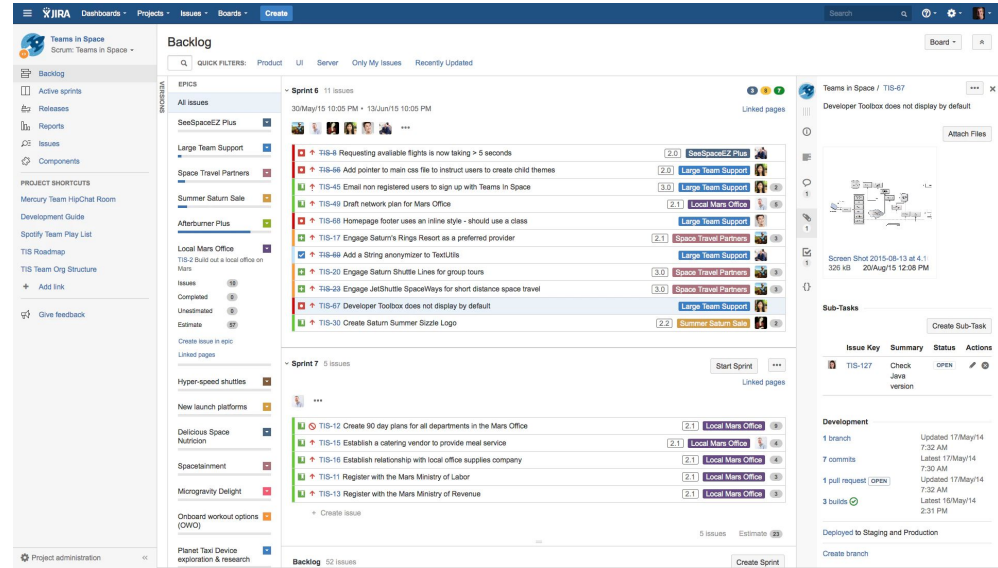 JIRA Dashboards Projects Issues Boards Create Search
Teams in Space
Scrum: Teams in Space
Backlog
Active sprints
Releases
Reports
Issues
Components
PROJECT SHORTCUTS
Mercury Team HipChat Room
Development Guide
Spotify Team Play List
TIS Roadmap
TIS Team Org Structure
+ Add link
Give feedback
Project administration
Backlog
Board
QUICK FILTERS: Product UI Server Only My Issues Recently Updated
VERSIONS
EPICS
All issues
SeeSpaceEZ Plus
Large Team Support
Space Travel Partners
Summer Saturn Sale
Afterburner Plus
Local Mars Office
TIS-2 Build out a local office on
Mars
Issues 10
Completed 0
Unestimated 0
Estimate 57
Create issue in epic
Linked pages
Hyper-speed shuttles
New launch platforms
Delicious Space
Nutricion
Spacetainment
Microgravity Delight
Onboard workout options
(OWO)
Planet Taxi Device
exploration & research
Sprint 6 11 issues
30/May/15 10:05 PM • 13/Jun/15 10:05 PM
Linked pages
TIS-8 Requesting avaliable flights is now taking > 5 seconds 2.0 SeeSpaceEZ Plus
TIS-56 Add pointer to main css file to instruct users to create child themes 2.0 Large Team Support
TIS-45 Email non registered users to sign up with Teams In Space 3.0 Large Team Support 2
TIS-49 Draft network plan for Mars Office 2.1 Local Mars Office 5
TIS-68 Homepage footer uses an inline style - should use a class Large Team Support
TIS-17 Engage Saturn's Rings Resort as a preferred provider 2.1 Space Travel Partners 3
TIS-69 Add a String anonymizer to TextUtils Large Team Support
TIS-20 Engage Saturn Shuttle Lines for group tours 3.0 Space Travel Partners 3
TIS-23 Engage JetShuttle SpaceWays for short distance space travel 3.0 Space Travel Partners 3
TIS-67 Developer Toolbox does not display by default Large Team Support
TIS-30 Create Saturn Summer Sizzle Logo 2.2 Summer Saturn Sale 2
Sprint 7 5 issues Start Sprint
Linked pages
TIS-12 Create 90 day plans for all departments in the Mars Office 2.1 Local Mars Office
TIS-15 Establish a catering vendor to provide meal service 2.1 Local Mars Office 4
TIS-16 Establish relationship with local office supplies company 2.1 Local Mars Office
TIS-11 Register with the Mars Ministry of Labor 2.1 Local Mars Office 3
TIS-13 Register with the Mars Ministry of Revenue 2.1 Local Mars Office 3
+ Create issue
5 issues Estimate 23
Backlog 52 issues Create Sprint
Teams in Space / TIS-67
Developer Toolbox does not display by default
Attach Files
Screen Shot 2015-08-13 at 4.1
326 kB 20/Aug/15 12:08 PM
Sub-Tasks
Create Sub-Task
Issue Key Summary Status Actions
TIS-127 Check Java version OPEN
Development
1 branch Updated 17/May/14 7:32 AM
7 commits Latest 17/May/14 7:30 AM
1 pull request OPEN Updated 17/May/14 7:32 AM
3 builds Latest 16/May/14 2:31 PM
Deployed to Staging and Production
Create branch